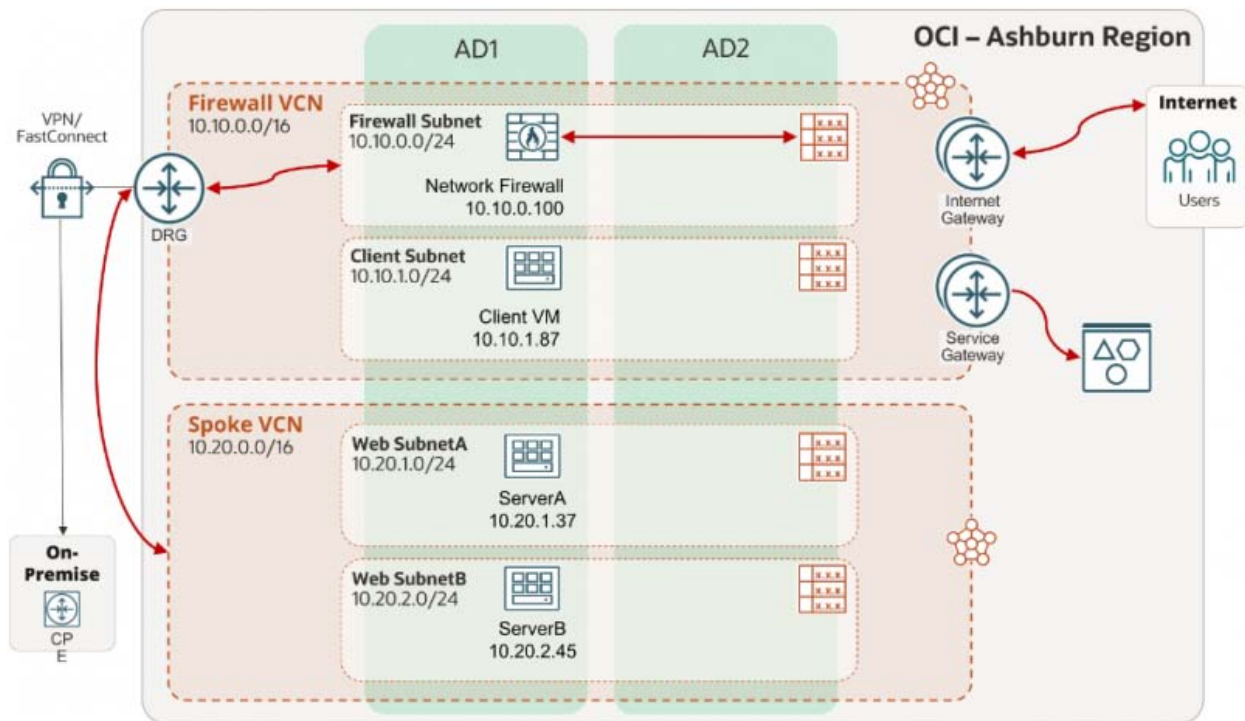 OCI – Ashburn Region
AD1
AD2
VPN/
FastConnect
DRG
On-
Premise
CP
E
Firewall VCN
10.10.0.0/16
Firewall Subnet
10.10.0.0/24
Network Firewall
10.10.0.100
x.x.x
x.x.x
x.x.x
Client Subnet
10.10.1.0/24
Client VM
10.10.1.87
x.x.x
x.x.x
x.x.x
Internet
Gateway
Internet
Users
Service
Gateway
Spoke VCN
10.20.0.0/16
Web SubnetA
10.20.1.0/24
ServerA
10.20.1.37
x.x.x
x.x.x
x.x.x
Web SubnetB
10.20.2.0/24
ServerB
10.20.2.45
x.x.x
x.x.x
x.x.x